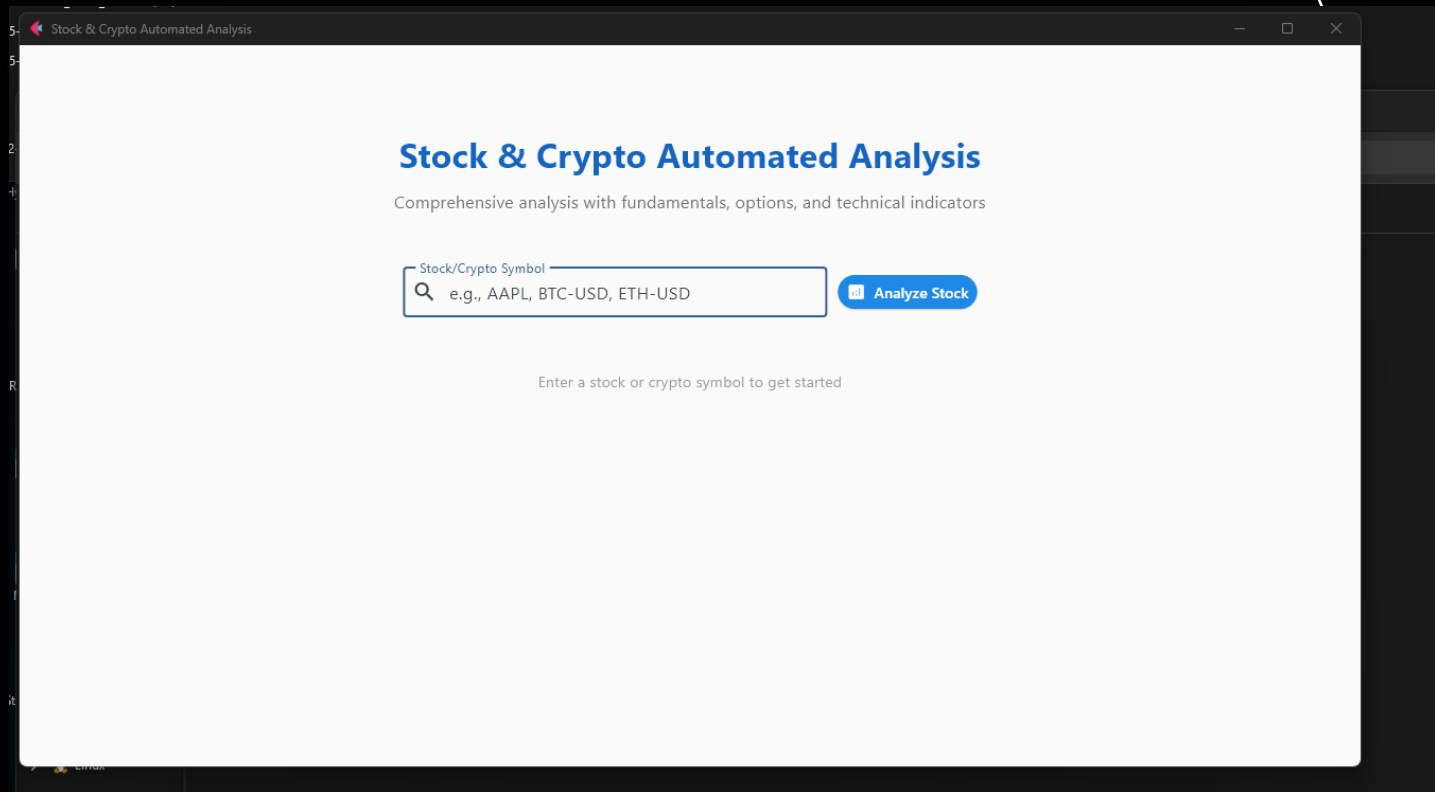 Stock & Crypto Automated Analysis
Stock & Crypto Automated Analysis
Comprehensive analysis with fundamentals, options, and technical indicators
Stock/Crypto Symbol
e.g., AAPL, BTC-USD, ETH-USD
Analyze Stock
Enter a stock or crypto symbol to get started